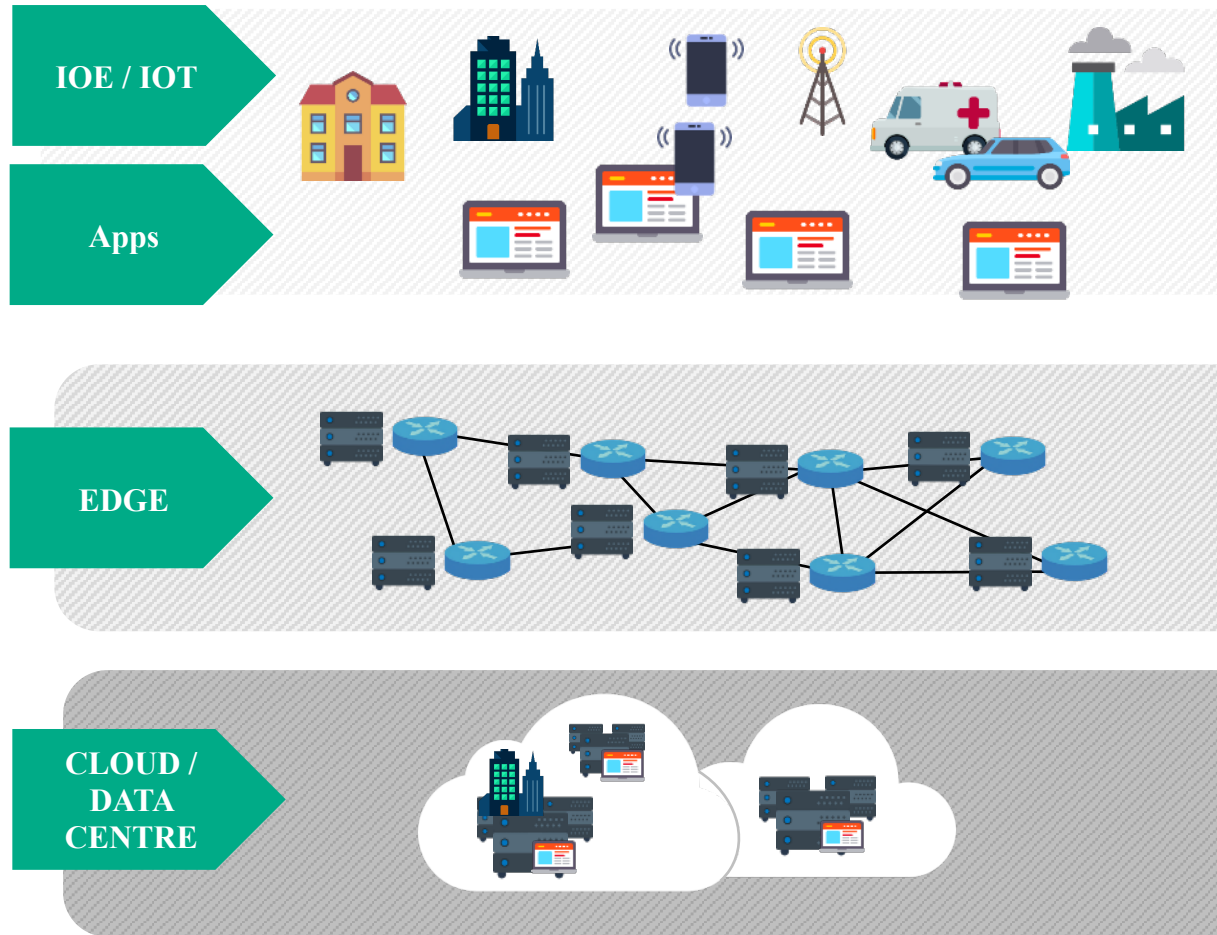 IOE / IOT
Apps
EDGE
CLOUD /
DATA
CENTRE